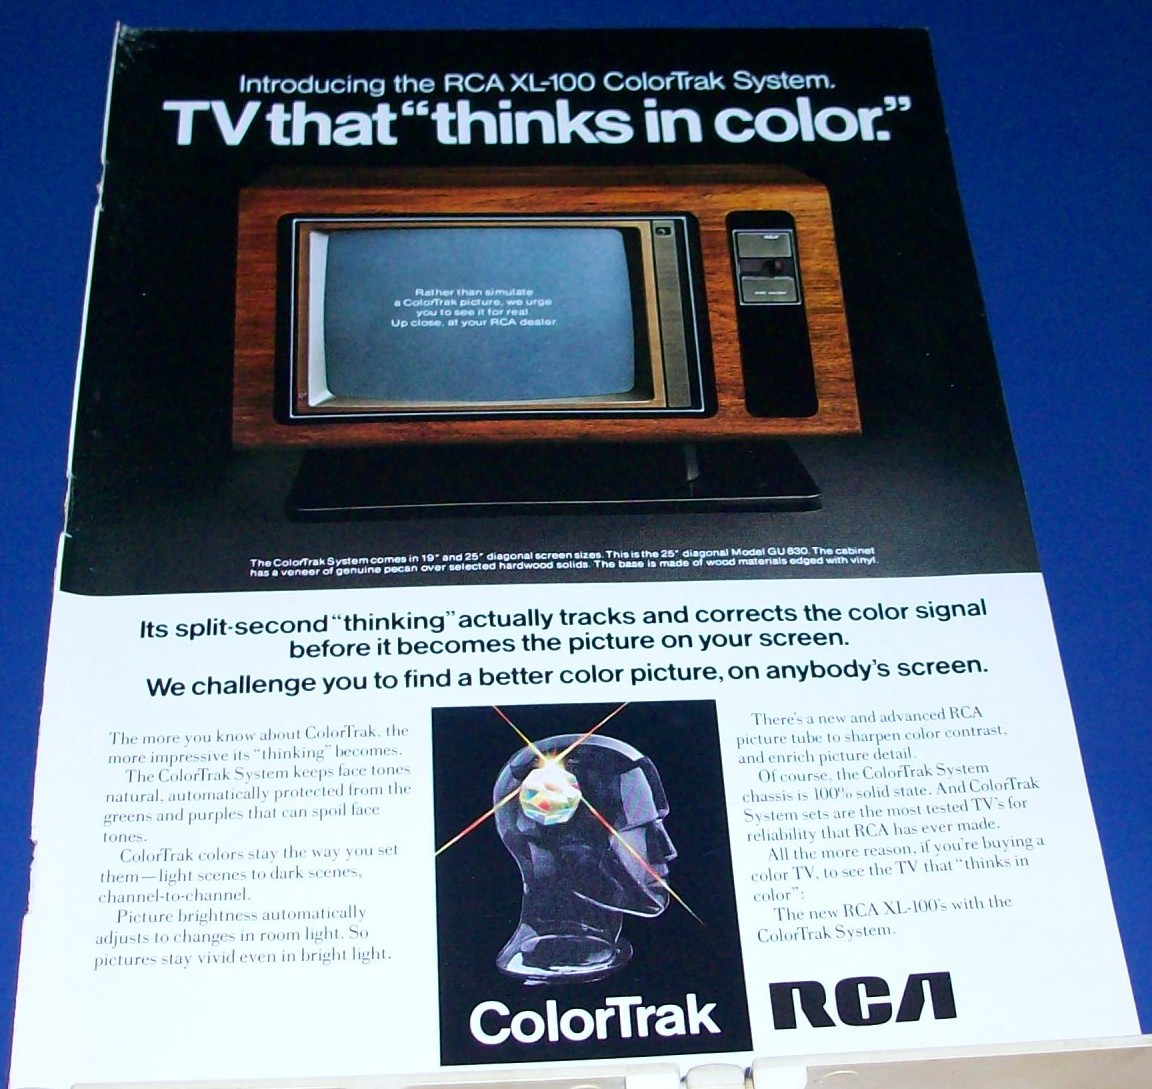 Introducing the RCA XL-100 ColorTrak System.
TV that “thinks in color.”
RCA
Rather than simulate
a ColorTrak picture, we urge
you to see it for real.
Up close, at your RCA dealer.
The ColorTrak System comes in 19" and 25" diagonal screen sizes. This is the 25" diagonal Model GU 830. The cabinet
has a veneer of genuine pecan over selected hardwood solids. The base is made of wood materials edged with vinyl.
Its split-second “thinking” actually tracks and corrects the color signal
before it becomes the picture on your screen.
We challenge you to find a better color picture, on anybody’s screen.
The more you know about ColorTrak, the
more impressive its “thinking” becomes.
The ColorTrak System keeps face tones
natural, automatically protected from the
greens and purples that can spoil face
tones.
ColorTrak colors stay the way you set
them—light scenes to dark scenes,
channel-to-channel.
Picture brightness automatically
adjusts to changes in room light. So
pictures stay vivid even in bright light.
ColorTrak
There’s a new and advanced RCA
picture tube to sharpen color contrast,
and enrich picture detail.
Of course, the ColorTrak System
chassis is 100% solid state. And ColorTrak
System sets are the most tested TV’s for
reliability that RCA has ever made.
All the more reason, if you’re buying a
color TV, to see the TV that “thinks in
color”:
The new RCA XL-100’s with the
ColorTrak System.
RCA